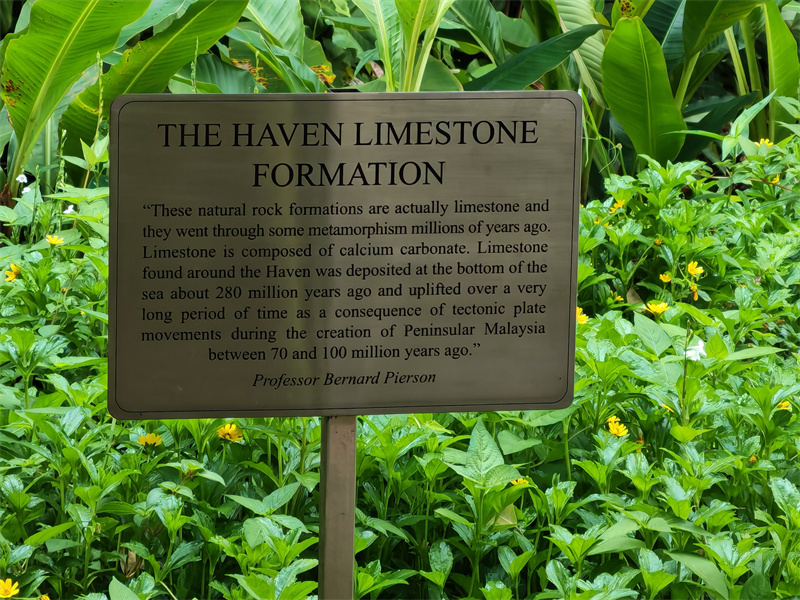 THE HAVEN LIMESTONE
FORMATION
“These natural rock formations are actually limestone and
they went through some metamorphism millions of years ago.
Limestone is composed of calcium carbonate. Limestone
found around the Haven was deposited at the bottom of the
sea about 280 million years ago and uplifted over a very
long period of time as a consequence of tectonic plate
movements during the creation of Peninsular Malaysia
between 70 and 100 million years ago.”
Professor Bernard Pierson